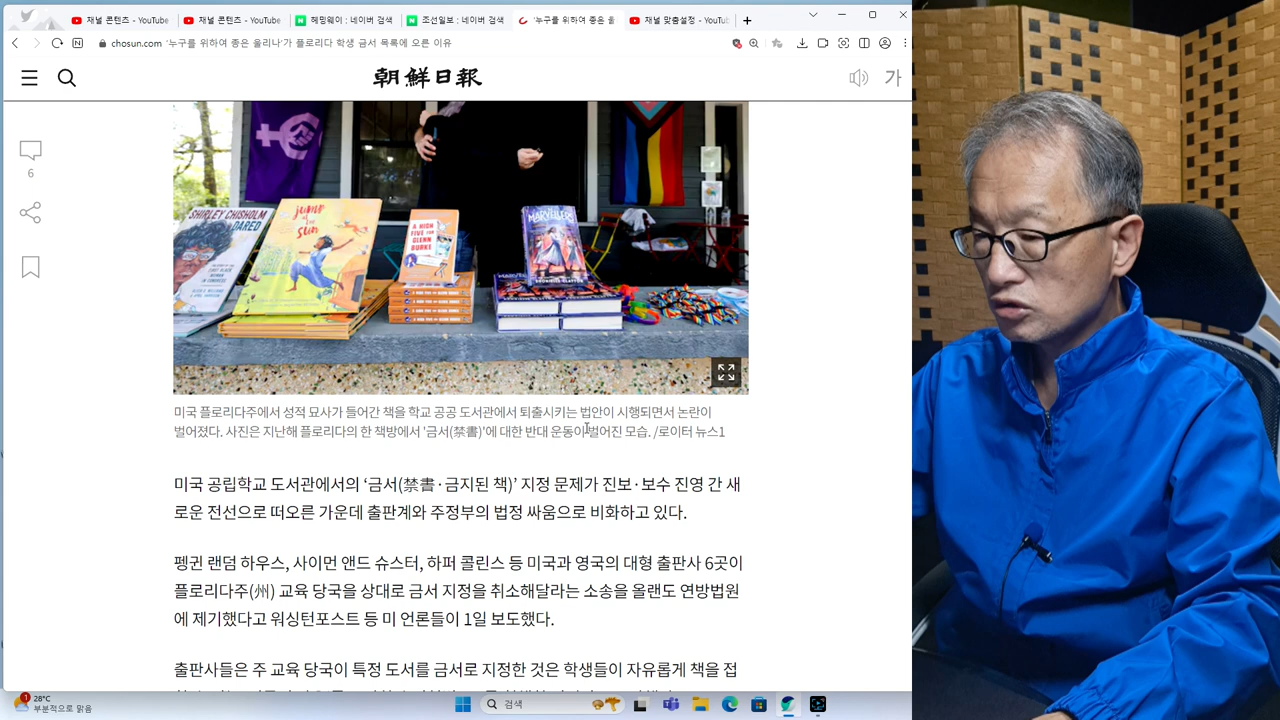 채널 콘텐츠 - YouTube
채널 콘텐츠 - YouTube
헤밍웨이 : 네이버 검색
조선일보 : 네이버 검색
'누구를 위하여 종은 울
채널 맞춤설정 - YouTu
chosun.com '누구를 위하여 종은 울리나'가 플로리다 학생 금서 목록에 오른 이유
朝鮮日報
가
6
SHIRLEY CHISHOLM
DARED
jump at the sun
A HIGH
FIVE FOR
GLENN
BURKE
MARVELLERS
미국 플로리다주에서 성적 묘사가 들어간 책을 학교 공공 도서관에서 퇴출시키는 법안이 시행되면서 논란이
벌어졌다. 사진은 지난해 플로리다의 한 책방에서 '금서(禁書)'에 대한 반대 운동이 벌어진 모습. /로이터 뉴스1
미국 공립학교 도서관에서의 ‘금서(禁書·금지된 책)’ 지정 문제가 진보·보수 진영 간 새
로운 전선으로 떠오른 가운데 출판계와 주정부의 법정 싸움으로 비화하고 있다.
펭귄 랜덤 하우스, 사이먼 앤드 슈스터, 하퍼 콜린스 등 미국과 영국의 대형 출판사 6곳이
플로리다주(州) 교육 당국을 상대로 금서 지정을 취소해달라는 소송을 올랜도 연방법원
에 제기했다고 워싱턴포스트 등 미 언론들이 1일 보도했다.
출판사들은 주 교육 당국이 특정 도서를 금서로 지정한 것은 학생들이 자유롭게 책을 접
1
28°C
부분적으로 맑음
검색